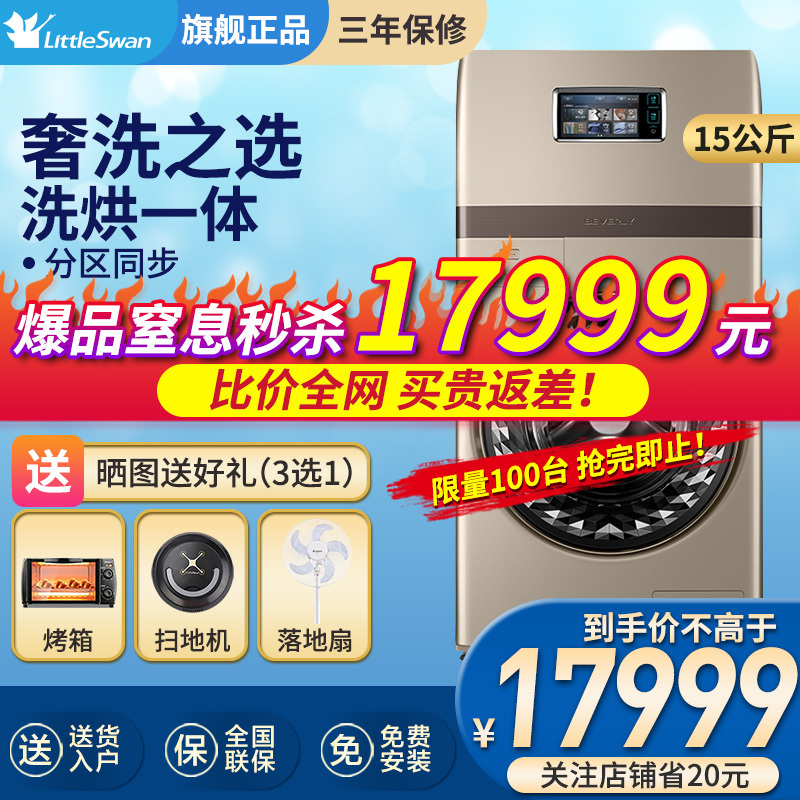 LittleSwan
旗舰正品
三年保修
15公斤
奢洗之选
洗烘一体
•分区同步
BEVERLY
爆品窒息秒杀17999元
比价全网 买贵返差！
限量100台 抢完即止！
送 晒图送好礼（3选1）
烤箱
扫地机
落地扇
到手价不高于
¥17999
关注店铺省20元
送 送货入户
保 全国联保
免 免费安装